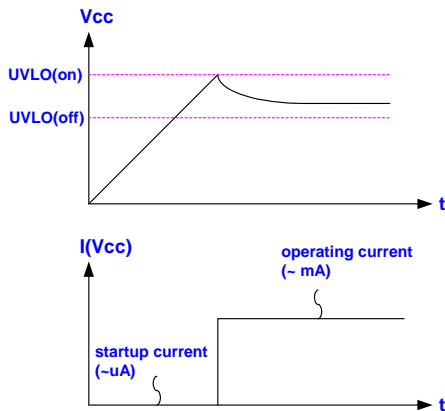 Vcc
UVLO(on)
UVLO(off)
t
I(Vcc)
operating current
(~ mA)
startup current
(~uA)
t